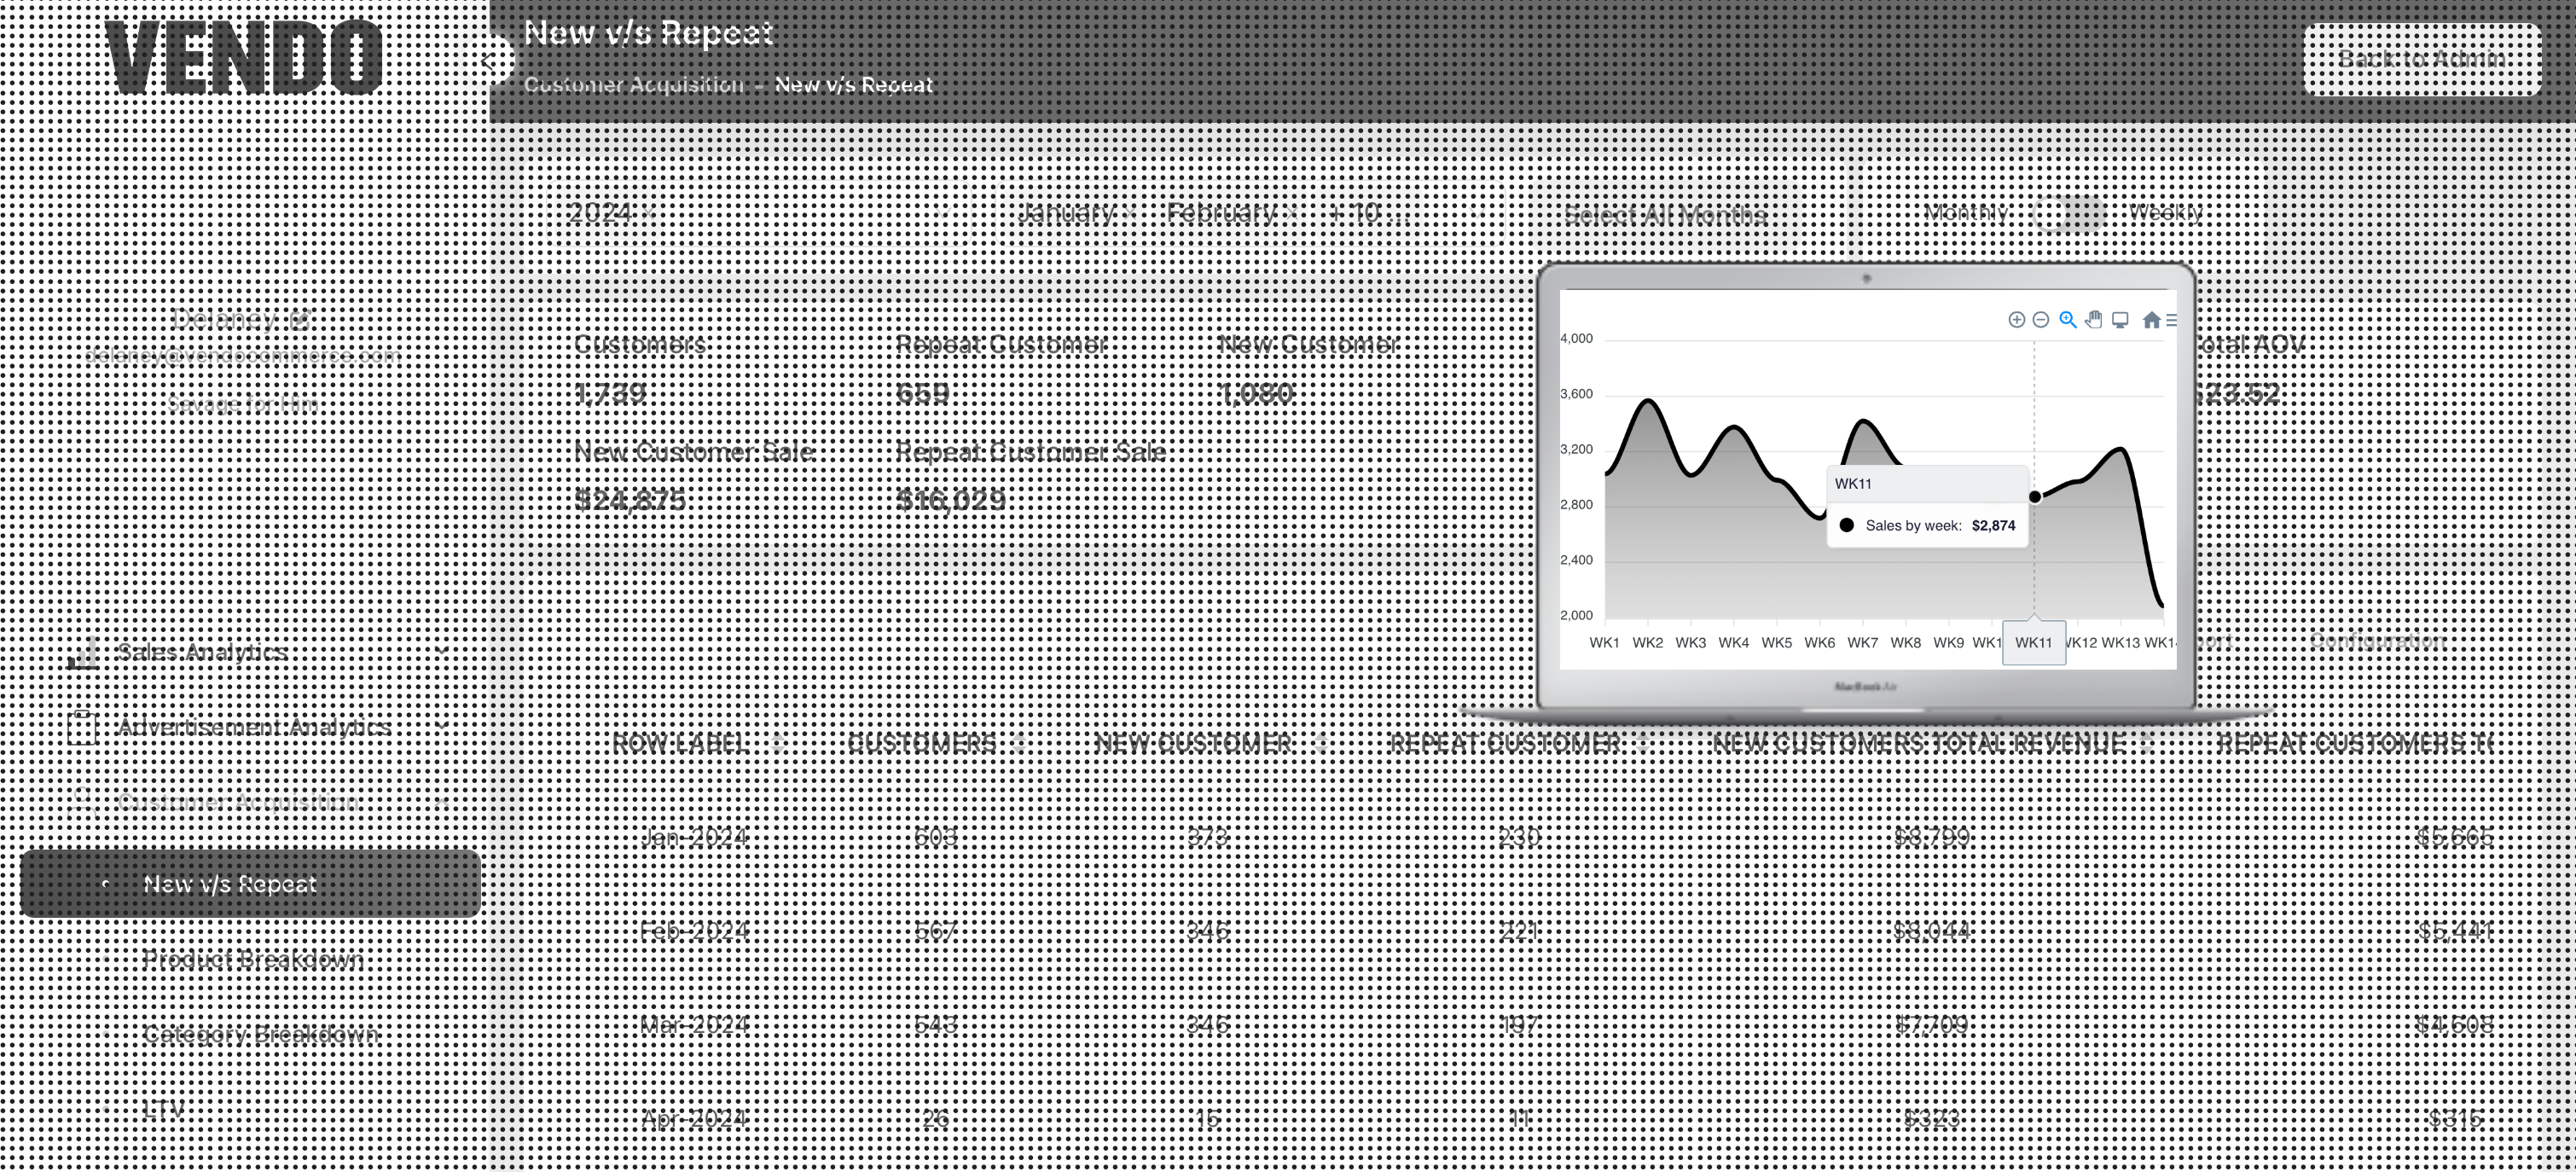 VENDO
New v/s Repeat
Back to Admin
Customer Acquisition - New v/s Repeat
2024 × January × February × + 10 ... Select All Months Monthly Weekly
Delaney
delaney@vendocommerce.com
Savage for Him
Customers Repeat Customer New Customer otal AOV
1,739 659 1,080 $23.52
New Customer Sale Repeat Customer Sale
$24,875 $16,029
4,000
3,600
3,200
2,800
2,400
2,000
WK11
Sales by week: $2,874
WK1 WK2 WK3 WK4 WK5 WK6 WK7 WK8 WK9 WK1 WK11 WK12 WK13 WK14
MacBook Air
port Configuration
Sales Analytics
Advertisement Analytics
Customer Acquisition
New v/s Repeat
Product Breakdown
Category Breakdown
LTV
ROW LABEL CUSTOMERS NEW CUSTOMER REPEAT CUSTOMER NEW CUSTOMERS TOTAL REVENUE REPEAT CUSTOMERS TO
Jan-2024 603 373 230 $8,799 $5,665
Feb-2024 567 346 221 $8,044 $5,441
Mar-2024 543 346 197 $7,709 $4,608
Apr-2024 26 15 11 $323 $315